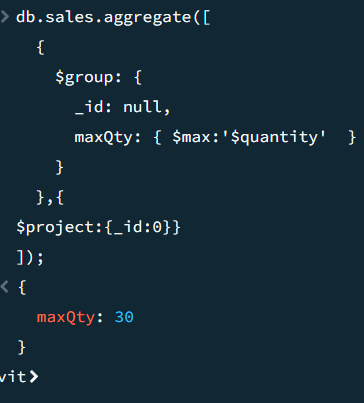 > db.sales.aggregate([
{
$group: {
_id: null,
maxQty: { $max:'$quantity'  }
}
},{
$project:{_id:0}}
]);
< {
maxQty: 30
}
vit>